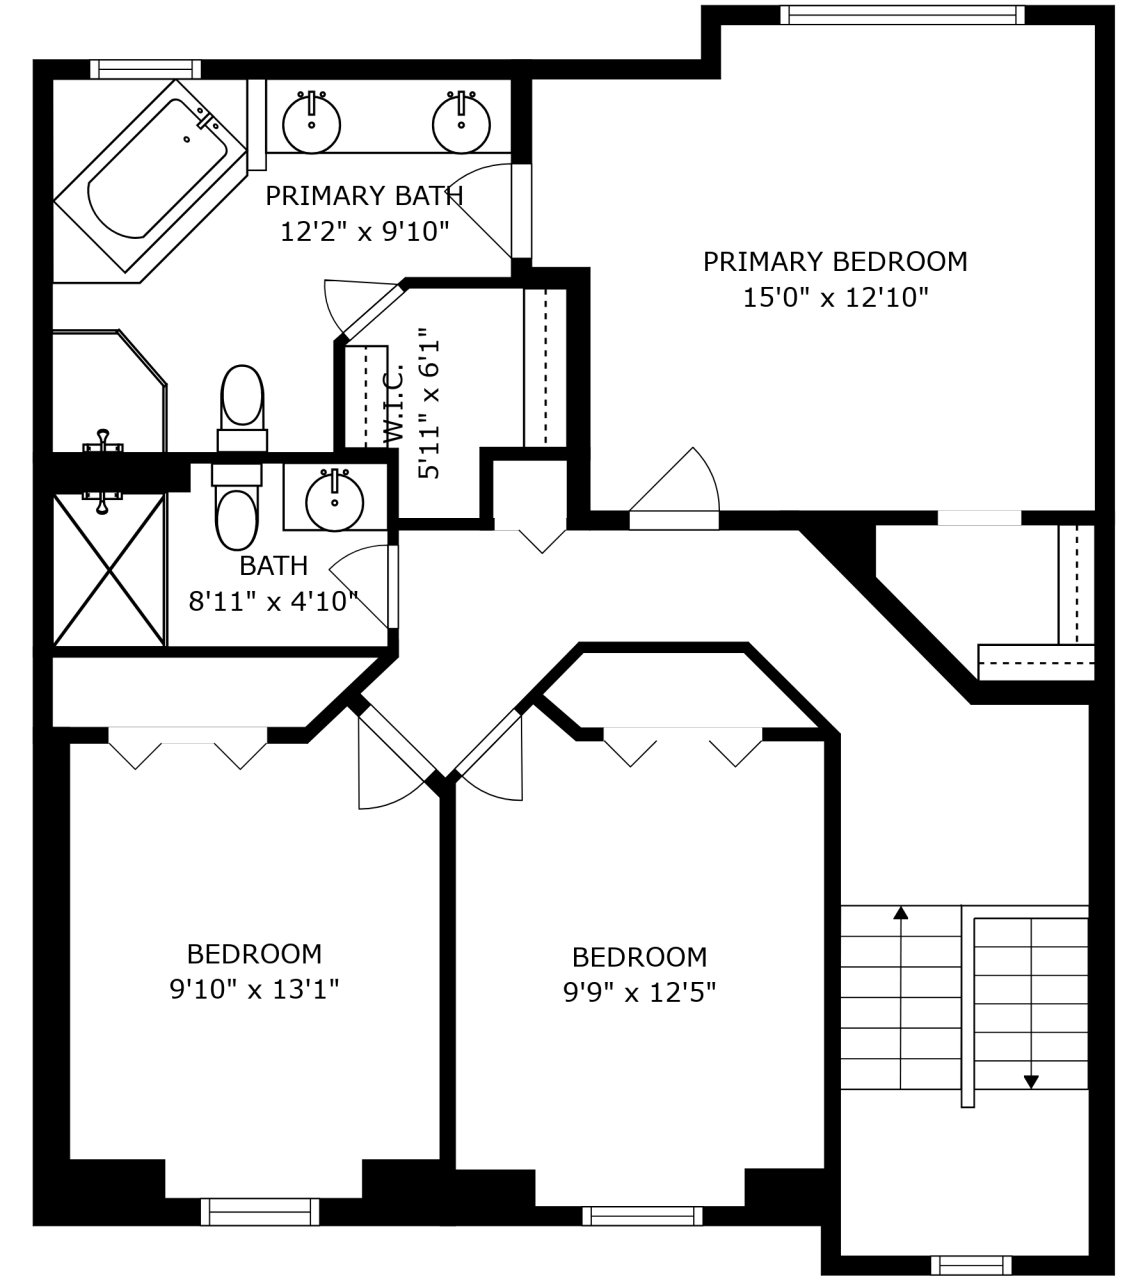 PRIMARY BATH
12'2" x 9'10"
PRIMARY BEDROOM
15'0" x 12'10"
W.I.C.
5'11" x 6'1"
BATH
8'11" x 4'10"
BEDROOM
9'10" x 13'1"
BEDROOM
9'9" x 12'5"